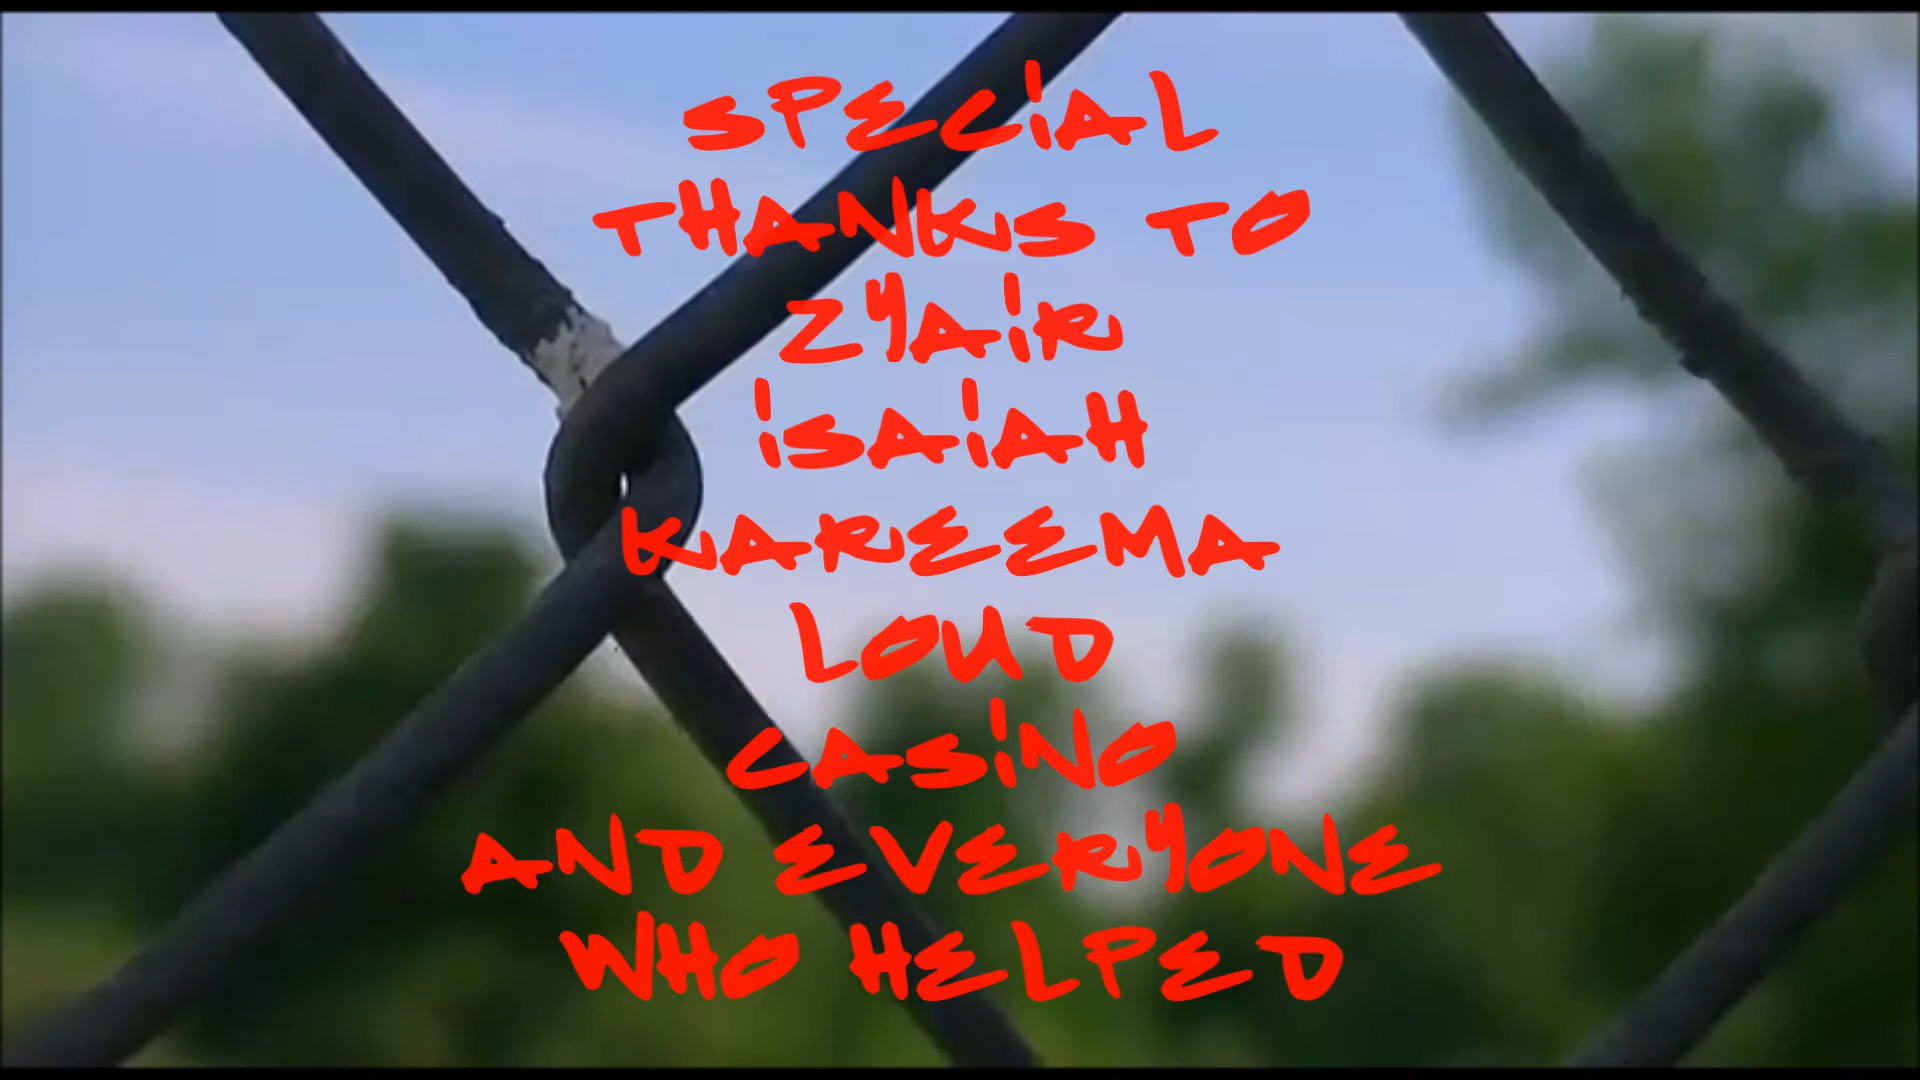 SPECIAL
THANKS TO
ZYAIR
ISAIAH
KAREEMA
LOUD
CASINO
AND EVERYONE
WHO HELPED